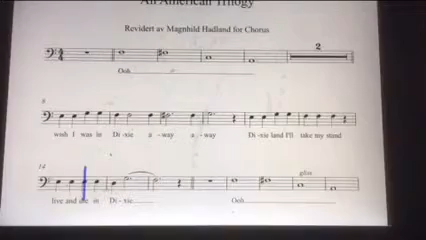 An American Trilogy
Revidert av Magnhild Hadland for Chorus
2
Ooh
8
wish I was in Di-xie a-way a-way Di-xie land I'll take my stand
14
gliss
live and die in Di-xie Ooh